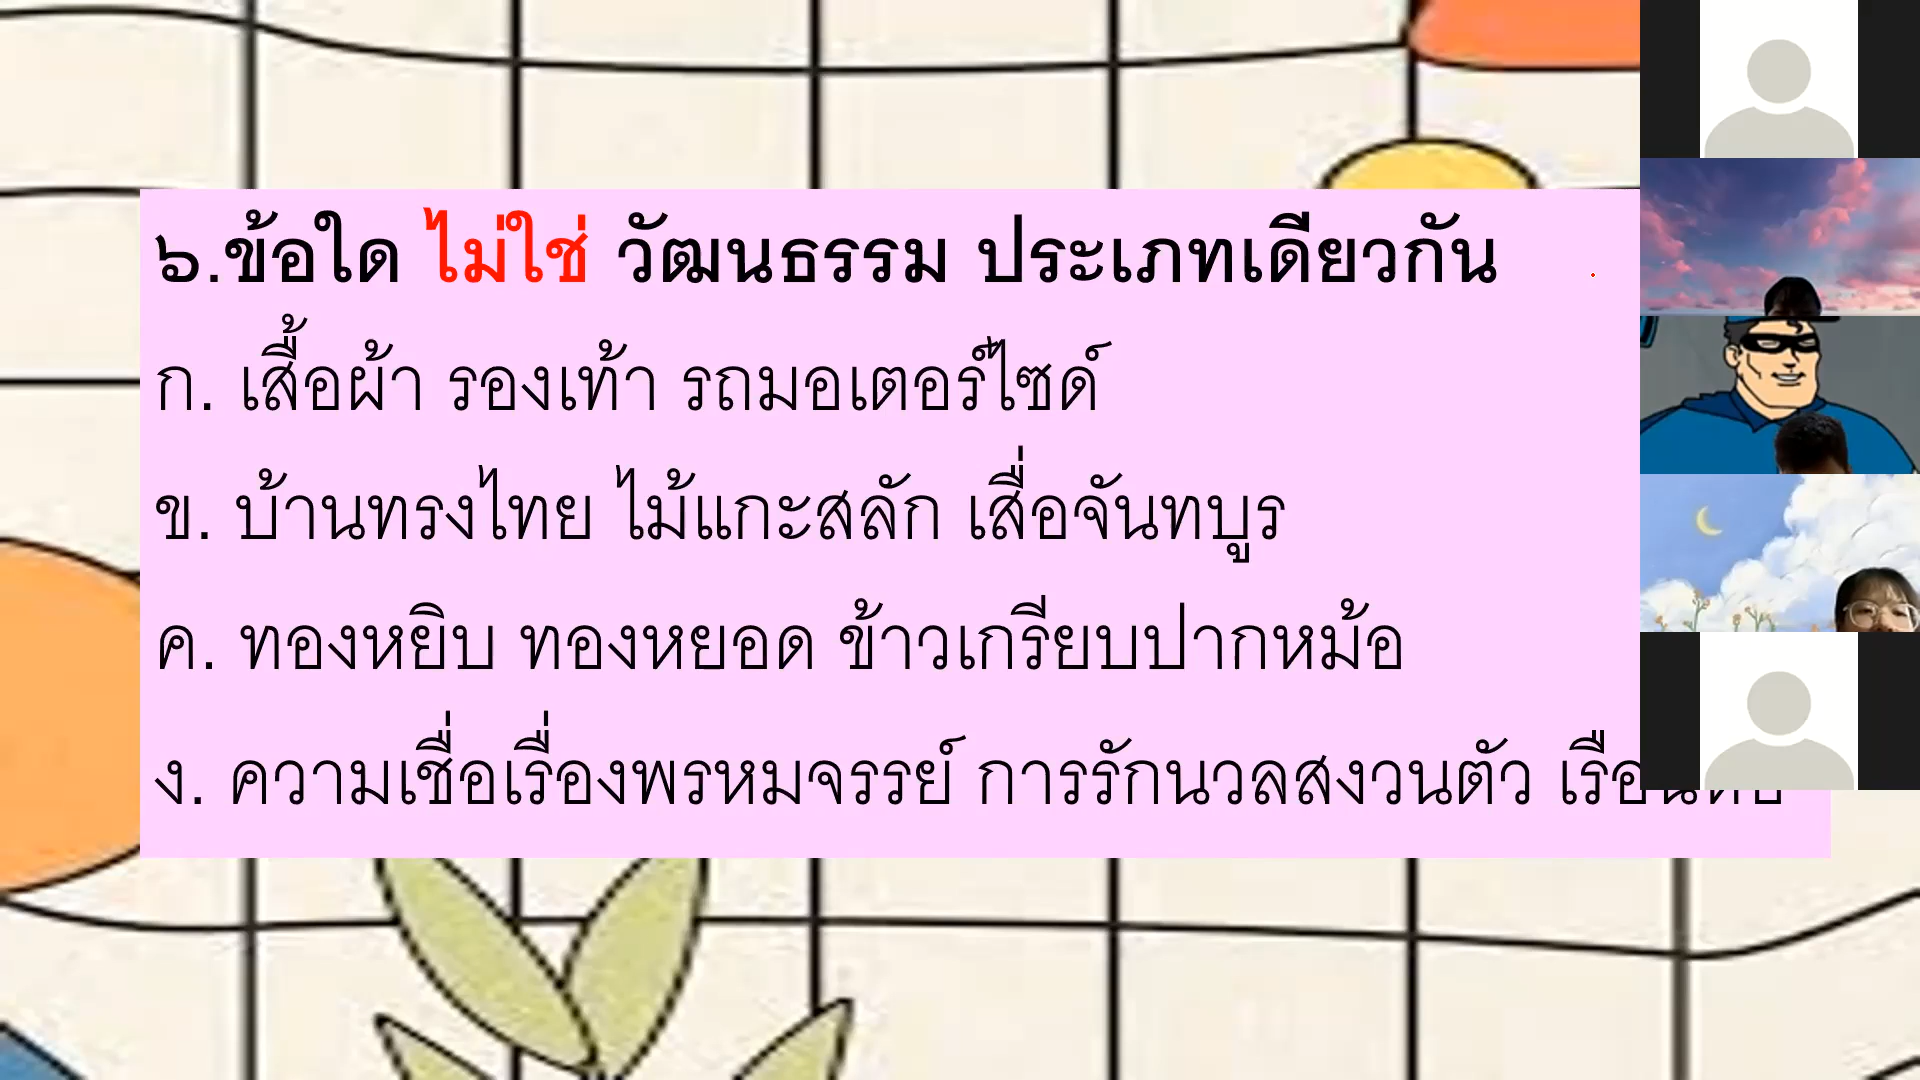 ๖.ข้อใด ไม่ใช่ วัฒนธรรม ประเภทเดียวกัน
ก. เสื้อผ้า รองเท้า รถมอเตอร์ไซด์
ข. บ้านทรงไทย ไม้แกะสลัก เสื่อจันทบูร
ค. ทองหยิบ ทองหยอด ข้าวเกรียบปากหม้อ
ง. ความเชื่อเรื่องพรหมจรรย์ การรักนวลสงวนตัว